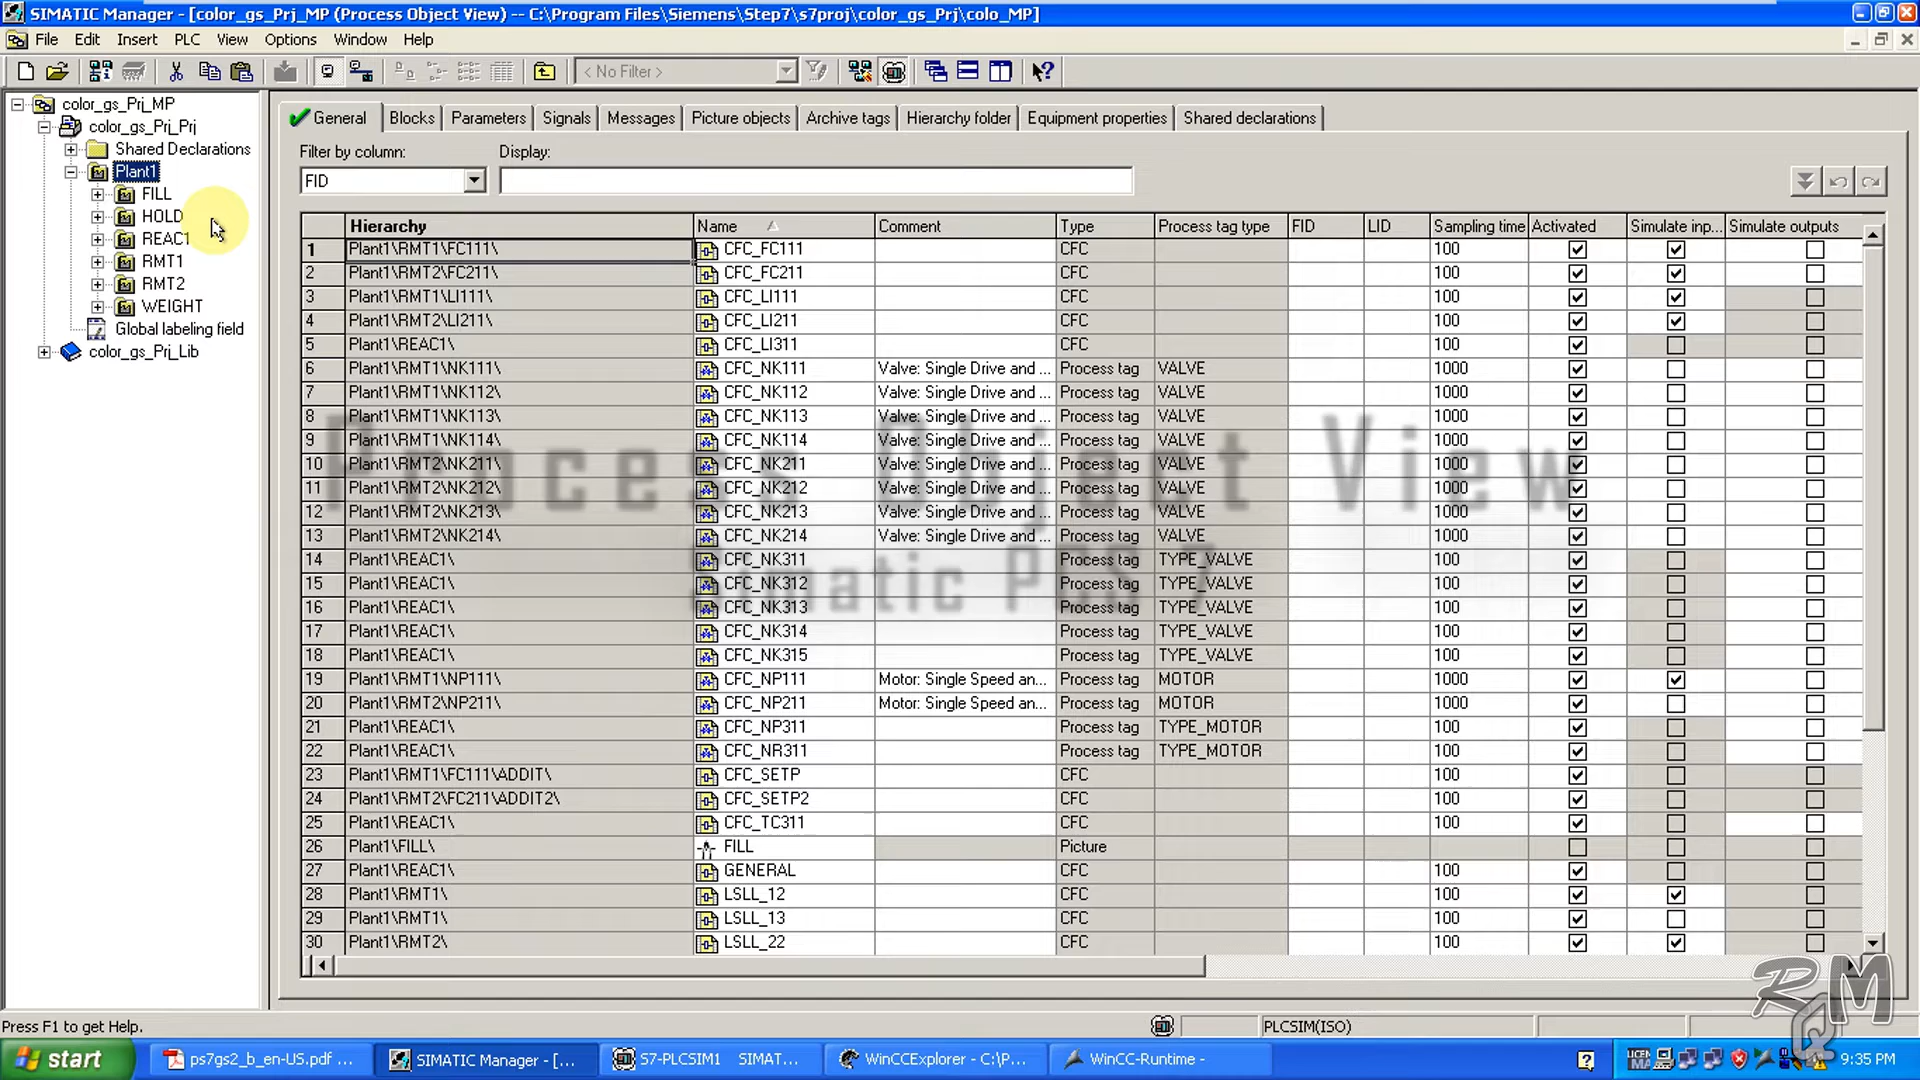 SIMATIC Manager - [color_gs_Prj_MP (Process Object View) -- C:\Program Files\Siemens\Step7\s7proj\color_gs_Prj\colo_MP]
File Edit Insert PLC View Options Window Help
< No Filter >
color_gs_Prj_MP
color_gs_Prj_Prj
Shared Declarations
Plant1
FILL
HOLD
REAC1
RMT1
RMT2
WEIGHT
Global labeling field
color_gs_Prj_Lib
General Blocks Parameters Signals Messages Picture objects Archive tags Hierarchy folder Equipment properties Shared declarations
Filter by column: Display:
FID
Hierarchy Name Comment Type Process tag type FID LID Sampling time Activated Simulate inp... Simulate outputs
1 Plant1\RMT1\FC111\ CFC_FC111 CFC 100
2 Plant1\RMT2\FC211\ CFC_FC211 CFC 100
3 Plant1\RMT1\LI111\ CFC_LI111 CFC 100
4 Plant1\RMT2\LI211\ CFC_LI211 CFC 100
5 Plant1\REAC1\ CFC_LI311 CFC 100
6 Plant1\RMT1\NK111\ CFC_NK111 Valve: Single Drive and ... Process tag VALVE 1000
7 Plant1\RMT1\NK112\ CFC_NK112 Valve: Single Drive and ... Process tag VALVE 1000
8 Plant1\RMT1\NK113\ CFC_NK113 Valve: Single Drive and ... Process tag VALVE 1000
9 Plant1\RMT1\NK114\ CFC_NK114 Valve: Single Drive and ... Process tag VALVE 1000
10 Plant1\RMT2\NK211\ CFC_NK211 Valve: Single Drive and ... Process tag VALVE 1000
11 Plant1\RMT2\NK212\ CFC_NK212 Valve: Single Drive and ... Process tag VALVE 1000
12 Plant1\RMT2\NK213\ CFC_NK213 Valve: Single Drive and ... Process tag VALVE 1000
13 Plant1\RMT2\NK214\ CFC_NK214 Valve: Single Drive and ... Process tag VALVE 1000
14 Plant1\REAC1\ CFC_NK311 Process tag TYPE_VALVE 100
15 Plant1\REAC1\ CFC_NK312 Process tag TYPE_VALVE 100
16 Plant1\REAC1\ CFC_NK313 Process tag TYPE_VALVE 100
17 Plant1\REAC1\ CFC_NK314 Process tag TYPE_VALVE 100
18 Plant1\REAC1\ CFC_NK315 Process tag TYPE_VALVE 100
19 Plant1\RMT1\NP111\ CFC_NP111 Motor: Single Speed an... Process tag MOTOR 1000
20 Plant1\RMT2\NP211\ CFC_NP211 Motor: Single Speed an... Process tag MOTOR 1000
21 Plant1\REAC1\ CFC_NP311 Process tag TYPE_MOTOR 100
22 Plant1\REAC1\ CFC_NR311 Process tag TYPE_MOTOR 100
23 Plant1\RMT1\FC111\ADDIT\ CFC_SETP CFC 100
24 Plant1\RMT2\FC211\ADDIT2\ CFC_SETP2 CFC 100
25 Plant1\REAC1\ CFC_TC311 CFC 100
26 Plant1\FILL\ FILL Picture
27 Plant1\REAC1\ GENERAL CFC 100
28 Plant1\RMT1\ LSLL_12 CFC 100
29 Plant1\RMT1\ LSLL_13 CFC 100
30 Plant1\RMT2\ LSLL_22 CFC 100
Process Object View
Simatic PCS 7
RQM
Press F1 to get Help. PLCSIM(ISO)
start ps7gs2_b_en-US.pdf ... SIMATIC Manager - [... S7-PLCSIM1 SIMAT... WinCCExplorer - C:\P... WinCC-Runtime - 9:35 PM